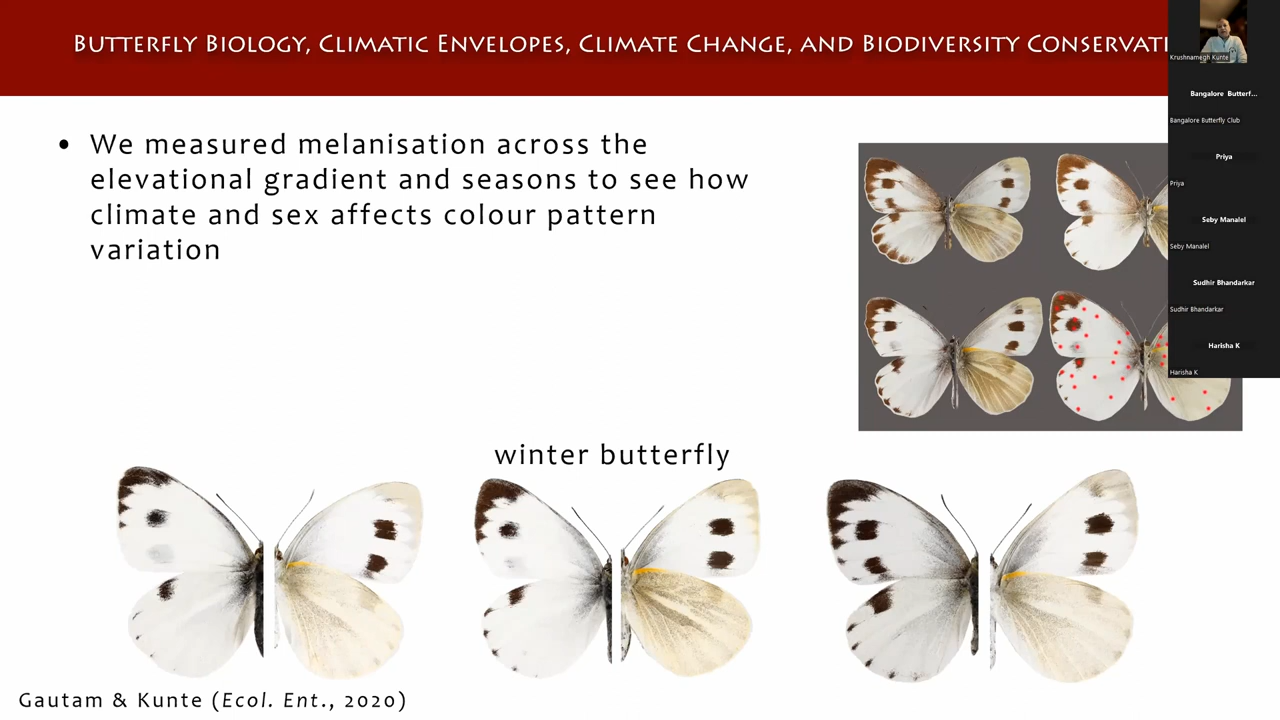 Butterfly Biology, Climatic Envelopes, Climate Change, and Biodiversity Conservati
• We measured melanisation across the
elevational gradient and seasons to see how
climate and sex affects colour pattern
variation
winter butterfly
Gautam & Kunte (Ecol. Ent., 2020)
Krushnamegh Kunte
Bangalore Butterf...
Bangalore Butterfly Club
Priya
Priya
Seby Manalel
Seby Manalel
Sudhir Bhandarkar
Sudhir Bhandarkar
Harisha K
Harisha K